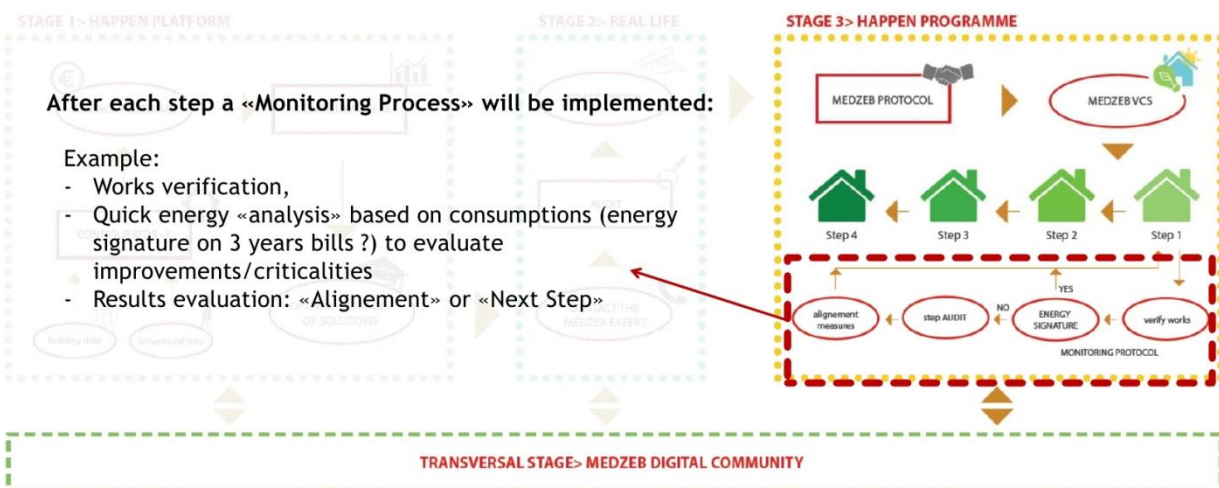 STAGE 1> HAPPEN PLATFORM
STAGE 2> REAL LIFE
STAGE 3> HAPPEN PROGRAMME
After each step a «Monitoring Process» will be implemented:
Example:
- Works verification,
- Quick energy «analysis» based on consumptions (energy
signature on 3 years bills ?) to evaluate
improvements/criticalities
- Results evaluation: «Alignement» or «Next Step»
AUDIT
CONTACT THE
MEDZEB EXPERT
OF SOLUTIONS
building data
MEDZEB PROTOCOL
MEDZEB VCS
Step 4
Step 3
Step 2
Step 1
YES
NO
alignement
measures
stop AUDIT
ENERGY
SIGNATURE
verify works
MONITORING PROTOCOL
TRANSVERSAL STAGE> MEDZEB DIGITAL COMMUNITY